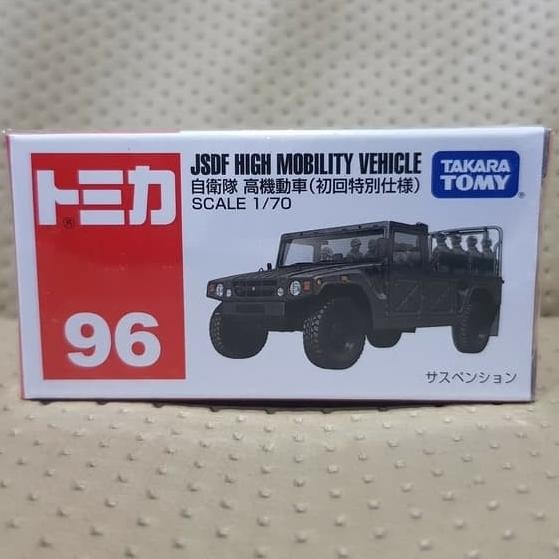 トミカ
®
96
JSDF HIGH MOBILITY VEHICLE
自衛隊 高機動車(初回特別仕様)
SCALE 1/70
TAKARA
TOMY
サスペンション